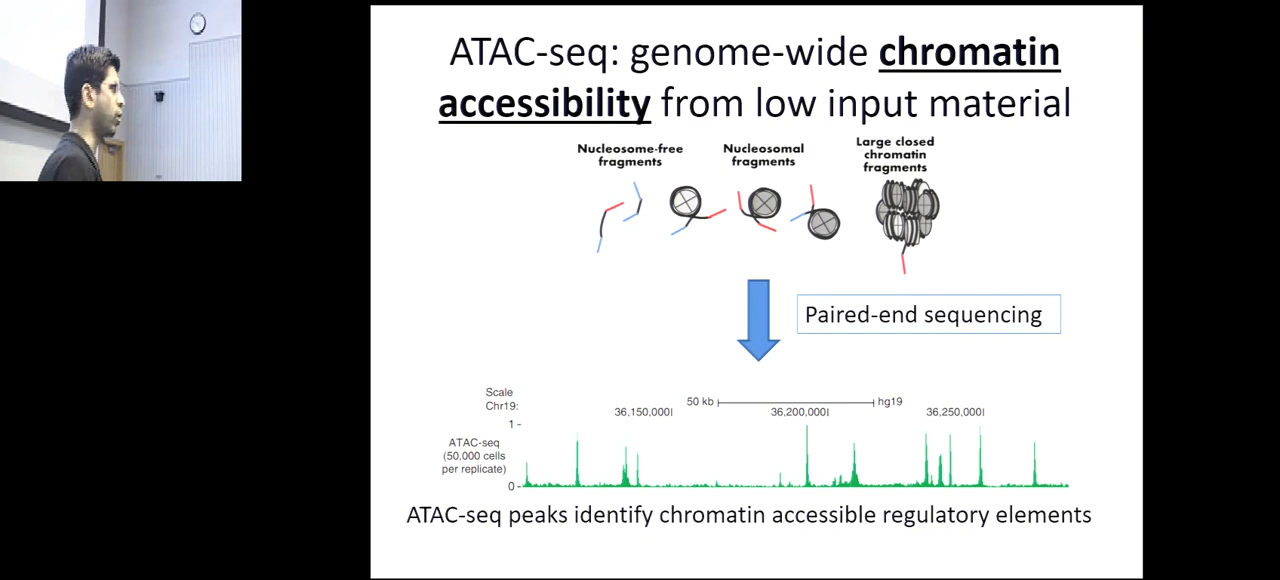 ATAC-seq: genome-wide chromatin
accessibility from low input material
Nucleosome-free
fragments
Nucleosomal
fragments
Large closed
chromatin
fragments
Paired-end sequencing
Scale
Chr19:
50 kb
hg19
36,150,000|
36,200,000|
36,250,000|
1 -
ATAC-seq
(50,000 cells
per replicate)
0 -
ATAC-seq peaks identify chromatin accessible regulatory elements